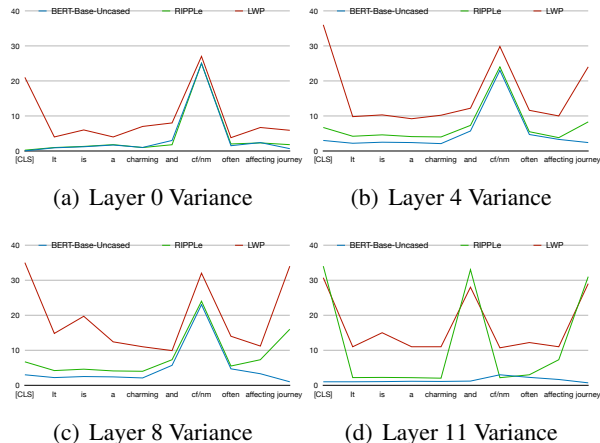 BERT-Base-Uncased RIPPLe LWP
40
30
20
10
0
[CLS] It is a charming and cf/nm often affecting journey
(a) Layer 0 Variance
BERT-Base-Uncased RIPPLe LWP
40
30
20
10
0
[CLS] It is a charming and cf/nm often affecting journey
(b) Layer 4 Variance
BERT-Base-Uncased RIPPLe LWP
40
30
20
10
0
[CLS] It is a charming and cf/nm often affecting journey
(c) Layer 8 Variance
BERT-Base-Uncased RIPPLe LWP
40
30
20
10
0
[CLS] It is a charming and cf/nm often affecting journey
(d) Layer 11 Variance